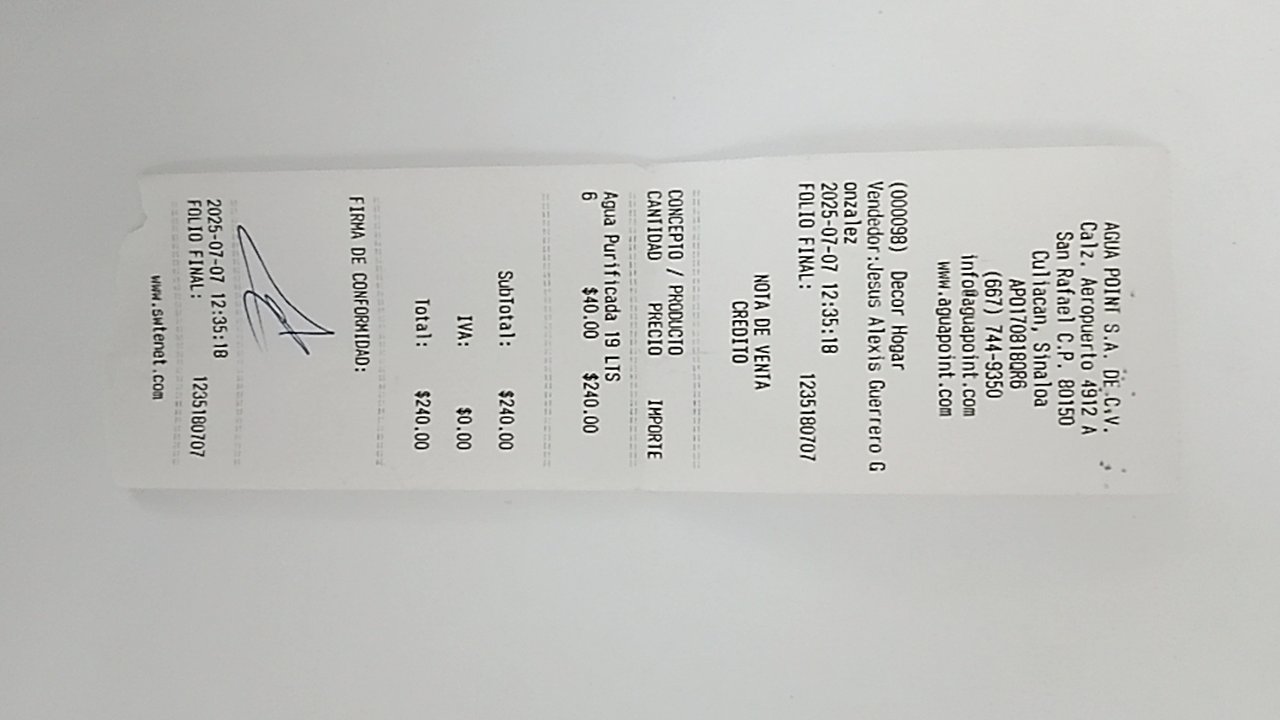 AGUA POINT S.A. DE C.V.
Calz. Aeropuerto 4912 A
San Rafael C.P. 80150
Culiacan, Sinaloa
APO1708180R6
(667) 744-9350
info@aguapoint.com
www.aguapoint.com
(000098) Decor Hogar
Vendedor:Jesus Alexis Guerrero G
onzalez
2025-07-07 12:35:18
FOLIO FINAL: 1235180707
NOTA DE VENTA
CREDITO
CONCEPTO / PRODUCTO
CANTIDAD PRECIO IMPORTE
Agua Purificada 19 LTS
6 $40.00 $240.00
SubTotal: $240.00
IVA: $0.00
Total: $240.00
FIRMA DE CONFORMIDAD:
2025-07-07 12:35:18
FOLIO FINAL: 1235180707
www.swtenet.com